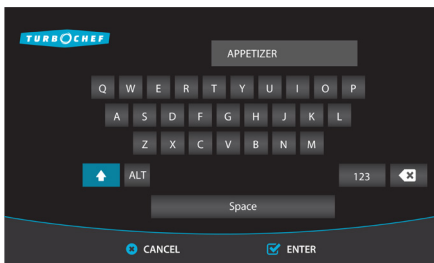 TURBOCHEF
APPETIZER
Q W E R T Y U I O P
A S D F G H J K L
Z X C V B N M
ALT 123
Space
CANCEL ENTER